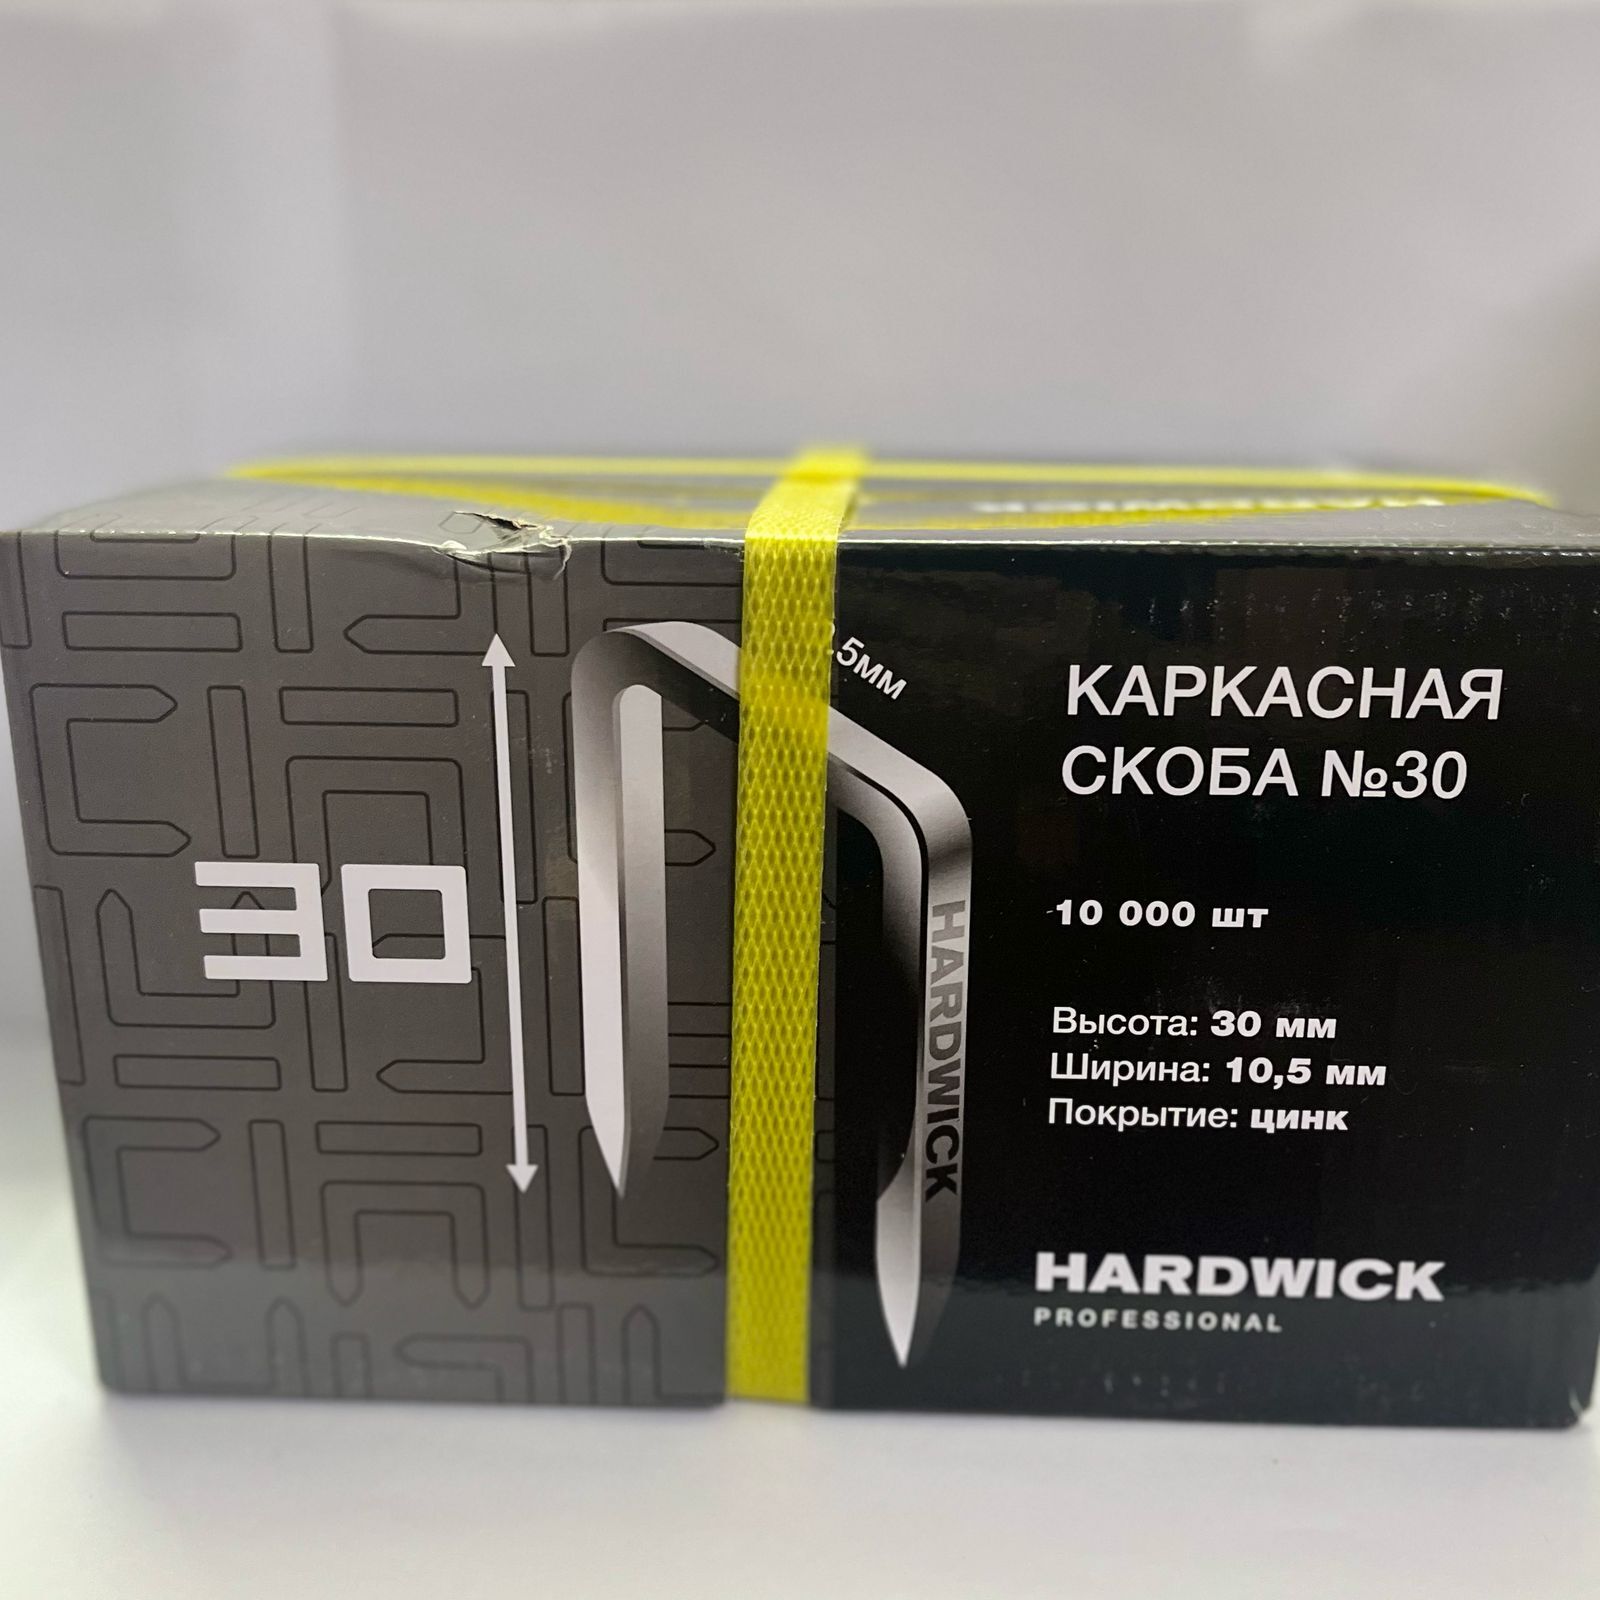 КАРКАСНАЯ
СКОБА №30
10 000 шт
Высота: 30 мм
Ширина: 10,5 мм
Покрытие: цинк
HARDWICK
PROFESSIONAL
30
.5мм
HARDWICK